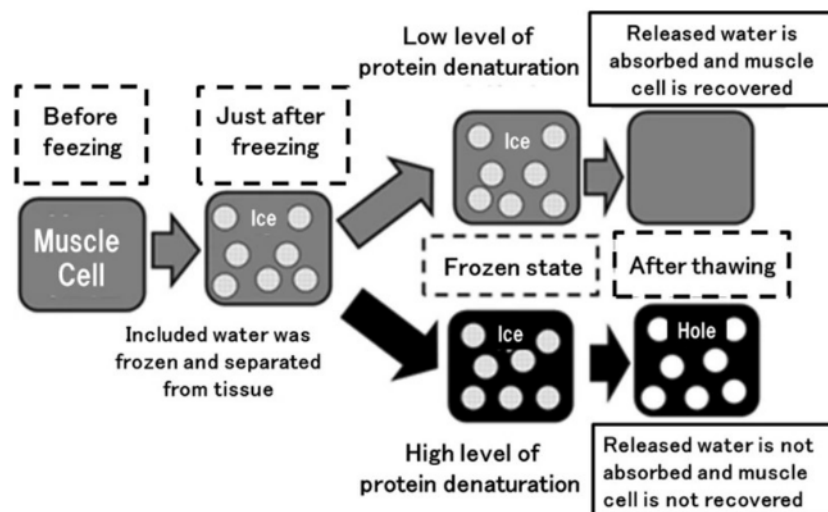 Before
feezing
Muscle
Cell
Just after
freezing
Ice
Included water was
frozen and separated
from tissue
Low level of
protein denaturation
Ice
Released water is
absorbed and muscle
cell is recovered
Frozen state
After thawing
Ice
Hole
High level of
protein denaturation
Released water is not
absorbed and muscle
cell is not recovered